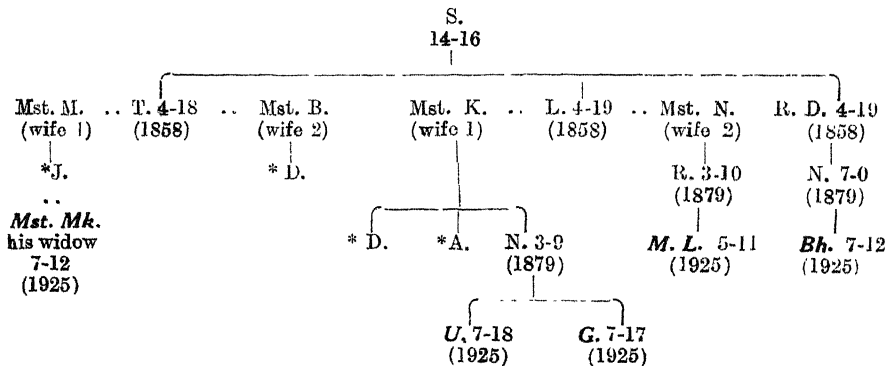 S.
14-16
Mst. M. .. T. 4-18 .. Mst. B. Mst. K. .. L. 4-19 .. Mst. N. R. D. 4-19
(wife 1) (1858) (wife 2) (wife 1) (1858) (wife 2) (1858)
*J. * D. R. 3-10 N. 7-0
.. (1879) (1879)
Mst. Mk.
his widow * D. *A. N. 3-9 M. L. 5-11 Bh. 7-12
7-12 (1879) (1925) (1925)
(1925)
U. 7-18 G. 7-17
(1925) (1925)